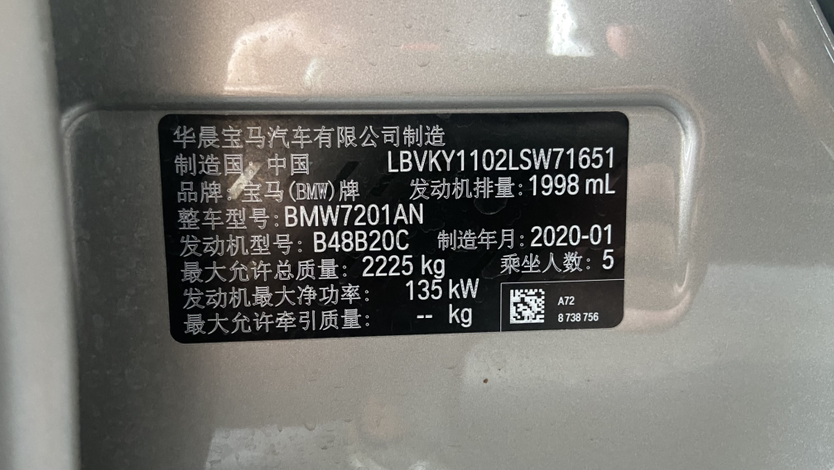 华晨宝马汽车有限公司制造
制造国: 中国 LBVKY1102LSW71651
品牌: 宝马(BMW)牌 发动机排量: 1998 mL
整车型号: BMW7201AN
发动机型号: B48B20C 制造年月: 2020-01
最大允许总质量: 2225 kg 乘坐人数: 5
发动机最大净功率: 135 kW
最大允许牵引质量: -- kg
A72
8 738 756